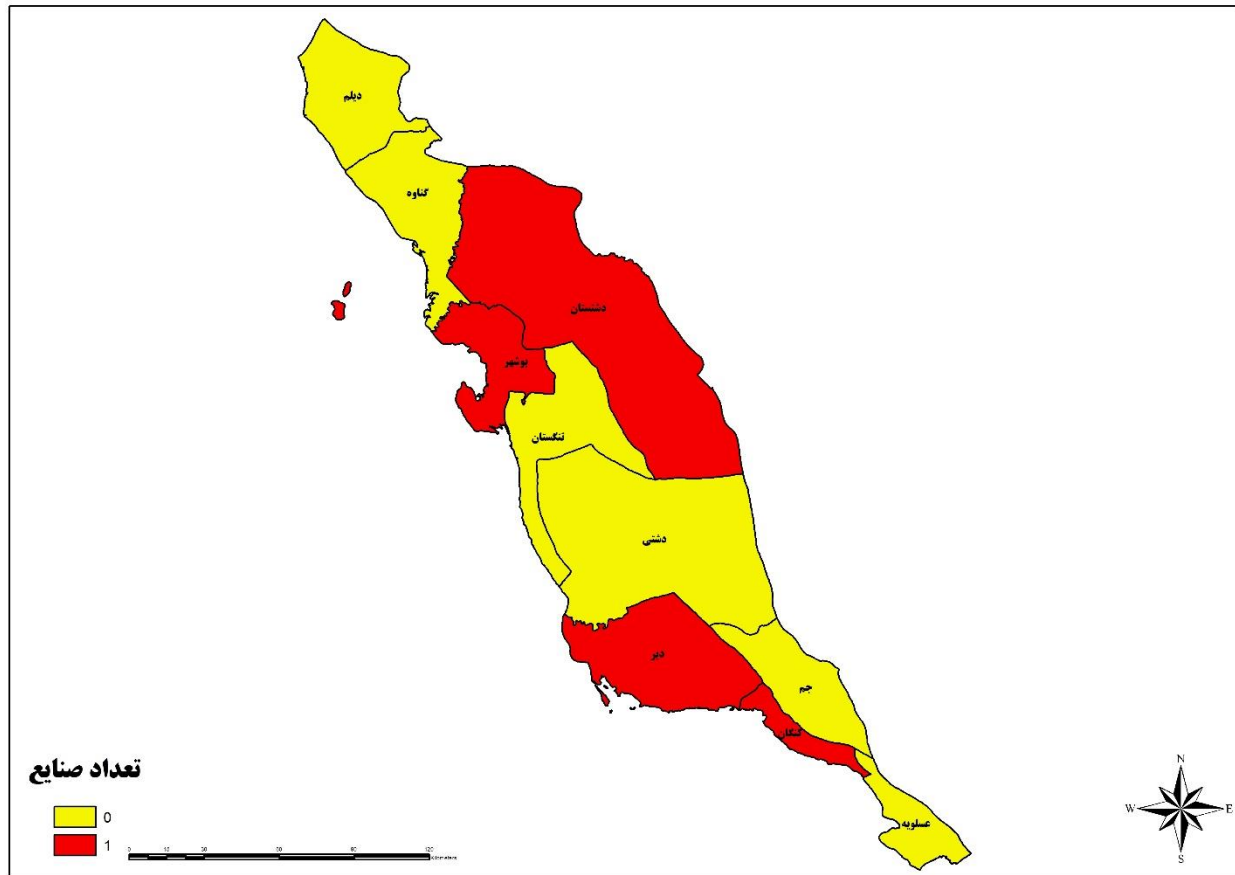 دیلم
گناوه
دشتستان
بوشهر
تنگستان
دشتی
دیر
جم
کنگان
عسلویه
تعداد صنایع
0
1
N
W E
S